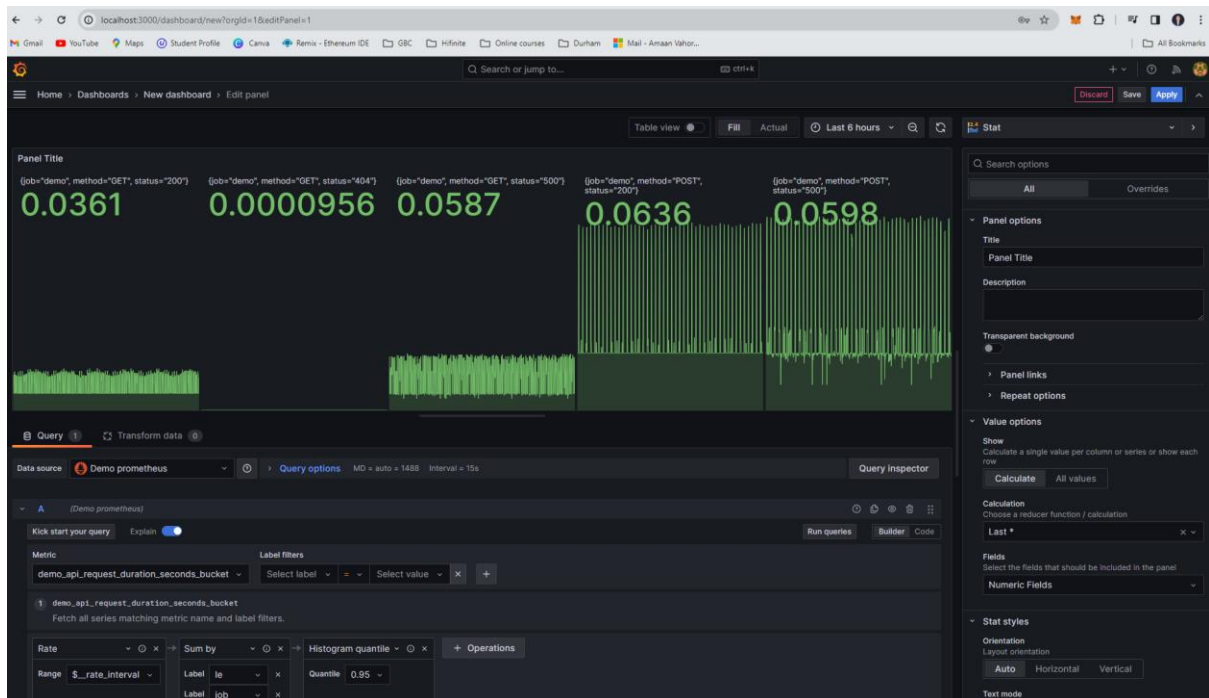 localhost:3000/dashboard/new?orgId=1&editPanel=1
Gmail YouTube Maps Student Profile Canva Remix - Ethereum IDE GBC Hifinite Online courses Durham Mail - Amaan Vahor... All Bookmarks
Search or jump to... ctrl+k
Home › Dashboards › New dashboard › Edit panel Discard Save Apply
Table view Fill Actual Last 6 hours Stat
Panel Title
{job="demo", method="GET", status="200"}
0.0361
{job="demo", method="GET", status="404"}
0.0000956
{job="demo", method="GET", status="500"}
0.0587
{job="demo", method="POST",
status="200"}
0.0636
{job="demo", method="POST",
status="500"}
0.0598
Query 1 Transform data 0
Data source Demo prometheus Query options MD = auto = 1488 Interval = 15s Query inspector
A (Demo prometheus)
Kick start your query Explain Run queries Builder Code
Metric Label filters
demo_api_request_duration_seconds_bucket Select label = Select value × +
1 demo_api_request_duration_seconds_bucket
Fetch all series matching metric name and label filters.
Rate Sum by Histogram quantile + Operations
Range $__rate_interval Label le × Quantile 0.95
Label job ×
Search options
All Overrides
Panel options
Title
Panel Title
Description
Transparent background
Panel links
Repeat options
Value options
Show
Calculate a single value per column or series or show each
row
Calculate All values
Calculation
Choose a reducer function / calculation
Last *
Fields
Select the fields that should be included in the panel
Numeric Fields
Stat styles
Orientation
Layout orientation
Auto Horizontal Vertical
Text mode